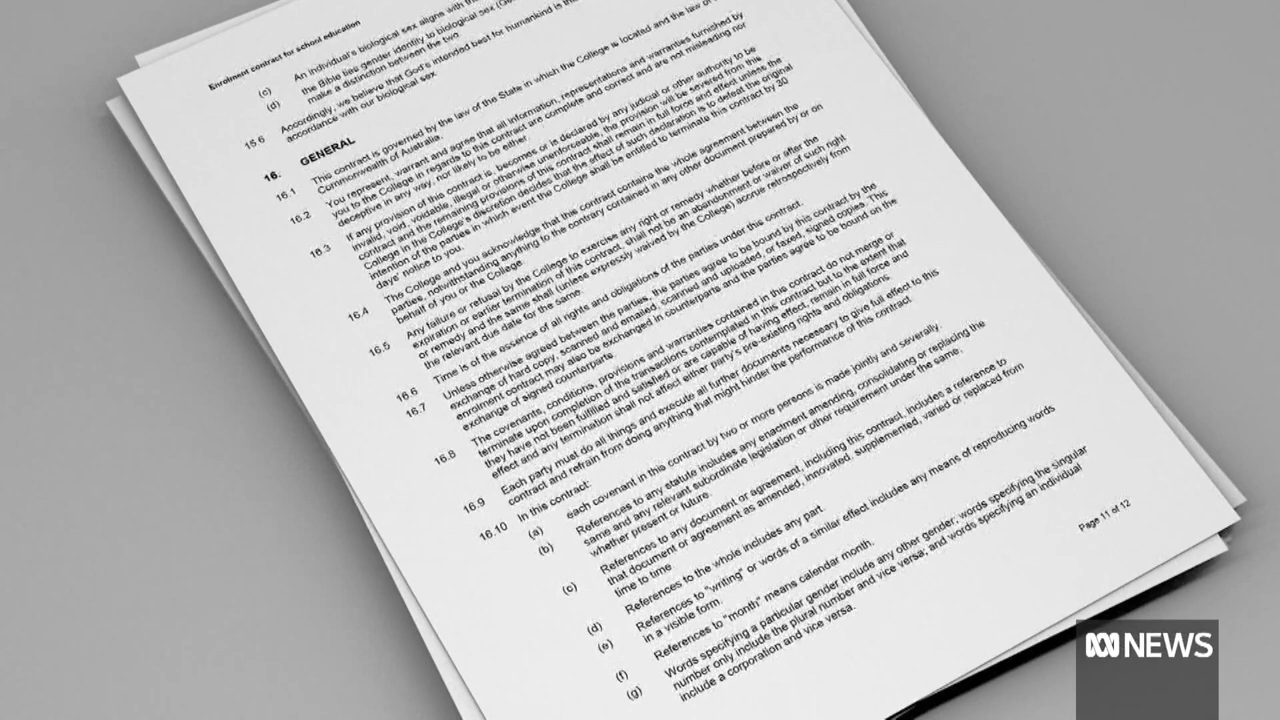 Enrolment contract for school education
(c) An individual's biological sex aligns with the
(d) the Bible ties gender identity to biological sex (Ge
make a distinction between the two
15.6 Accordingly, we believe that God's intended best for humankind is tha
accordance with our biological sex
16. GENERAL
16.1 This contract is governed by the law of the State in which the College is located and the law of
Commonwealth of Australia.
16.2 You represent, warrant and agree that all information, representations and warranties furnished by
you to the College in regards to this contract are complete and correct and are not misleading nor
deceptive in any way, nor likely to be either.
16.3 If any provision of this contract is, becomes or is declared by any judicial or other authority to be
invalid, void, voidable, illegal or otherwise unenforceable, the provision will be severed from this
contract and the remaining provisions of this contract shall remain in full force and effect unless the
College in the College's discretion decides that the effect of such declaration is to defeat the original
intention of the parties in which event the College shall be entitled to terminate this contract by 30
days' notice to you.
16.4 The College and you acknowledge that this contract contains the whole agreement between the
parties, notwithstanding anything to the contrary contained in any other document prepared by or on
behalf of you or the College.
16.5 Any failure or refusal by the College to exercise any right or remedy whether before or after the
expiration or earlier termination of this contract, shall not be an abandonment or waiver of such right
or remedy and the same shall (unless expressly waived by the College) accrue retrospectively from
the relevant due date for the same.
16.6 Time is of the essence of all rights and obligations of the parties under this contract.
16.7 Unless otherwise agreed between the parties, the parties agree to be bound by this contract by the
exchange of hard copy, scanned and emailed, scanned and uploaded, or faxed, signed copies. This
enrolment contract may also be exchanged in counterparts and the parties agree to be bound on the
exchange of signed counterparts.
16.8 The covenants, conditions, provisions and warranties contained in this contract do not merge or
terminate upon completion of the transactions contemplated in this contract but to the extent that
they have not been fulfilled and satisfied or are capable of having effect, remain in full force and
effect and any termination shall not affect either party's pre-existing rights and obligations.
16.9 Each party must do all things and execute all further documents necessary to give full effect to this
contract and refrain from doing anything that might hinder the performance of this contract
16.10 In this contract:
(a) each covenant in this contract by two or more persons is made jointly and severally.
(b) References to any statute includes any enactment amending, consolidating or replacing the
same and any relevant subordinate legislation or other requirement under the same,
whether present or future.
(c) References to any document or agreement, including this contract, includes a reference to
that document or agreement as amended, innovated, supplemented, varied or replaced from
time to time
(d) References to the whole includes any part.
(e) References to "writing" or words of a similar effect includes any means of reproducing words
in a visible form.
(f) References to "month" means calendar month.
(g) Words specifying a particular gender include any other gender; words specifying the singular
number only include the plural number and vice versa; and words specifying an individual
include a corporation and vice versa.
Page 11 of 12
NEWS